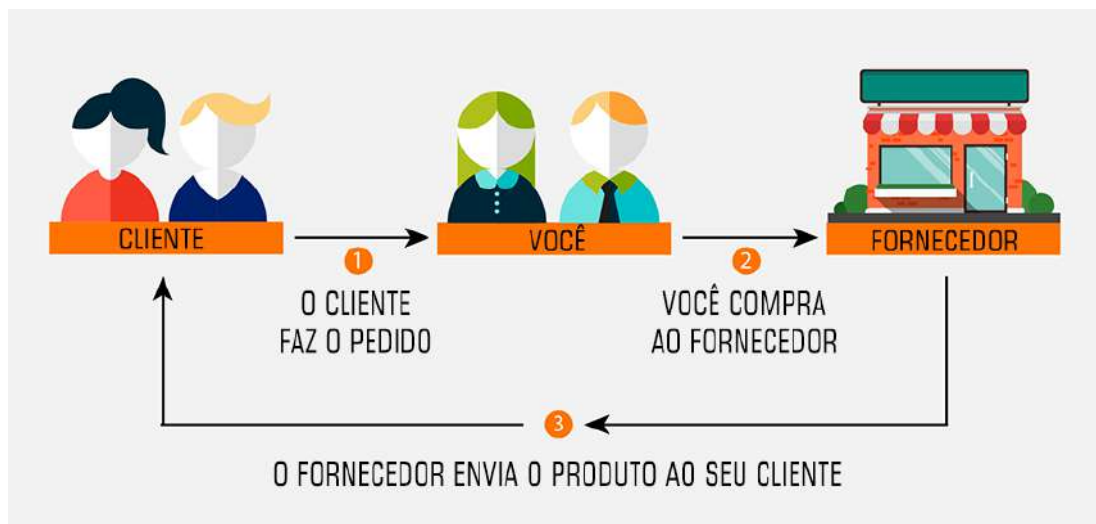 CLIENTE
VOCÊ
FORNECEDOR
1
O CLIENTE
FAZ O PEDIDO
2
VOCÊ COMPRA
AO FORNECEDOR
3
O FORNECEDOR ENVIA O PRODUTO AO SEU CLIENTE